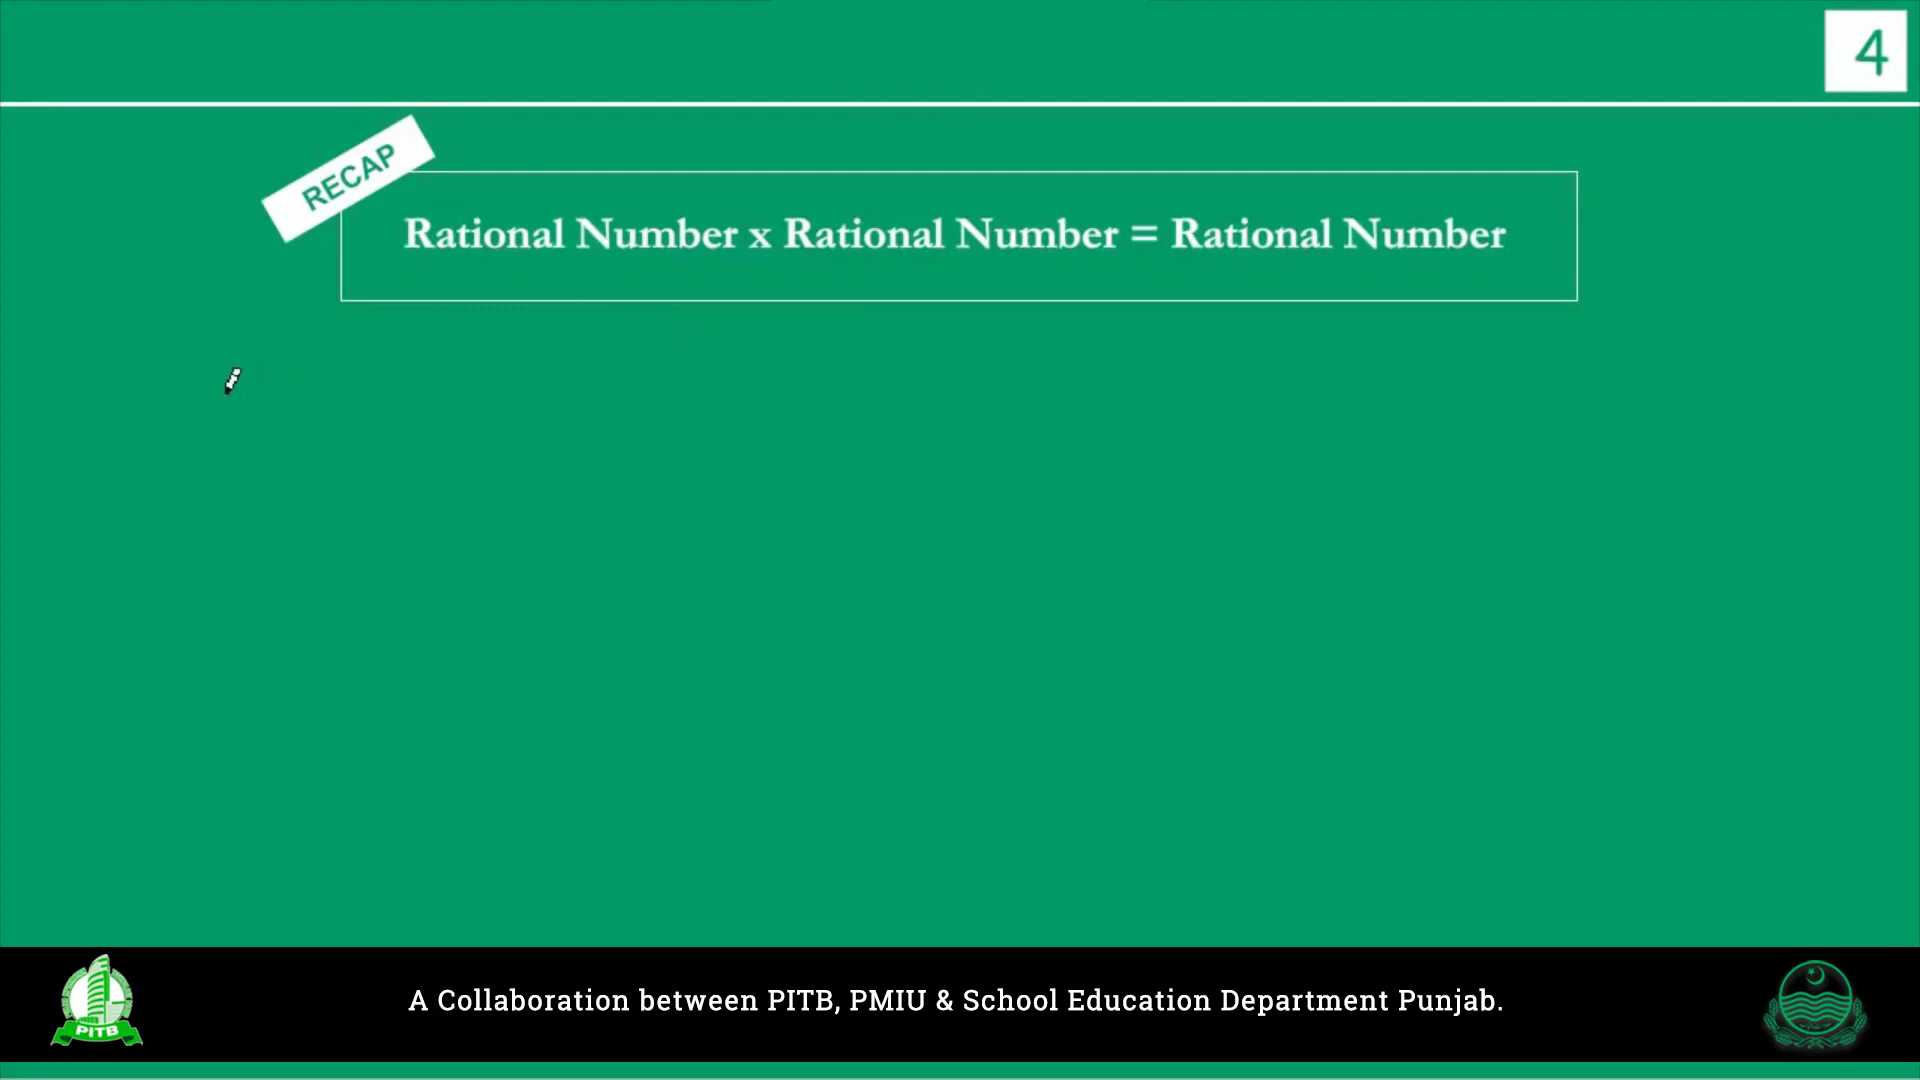 4
RECAP
Rational Number x Rational Number = Rational Number
PITB
A Collaboration between PITB, PMIU & School Education Department Punjab.